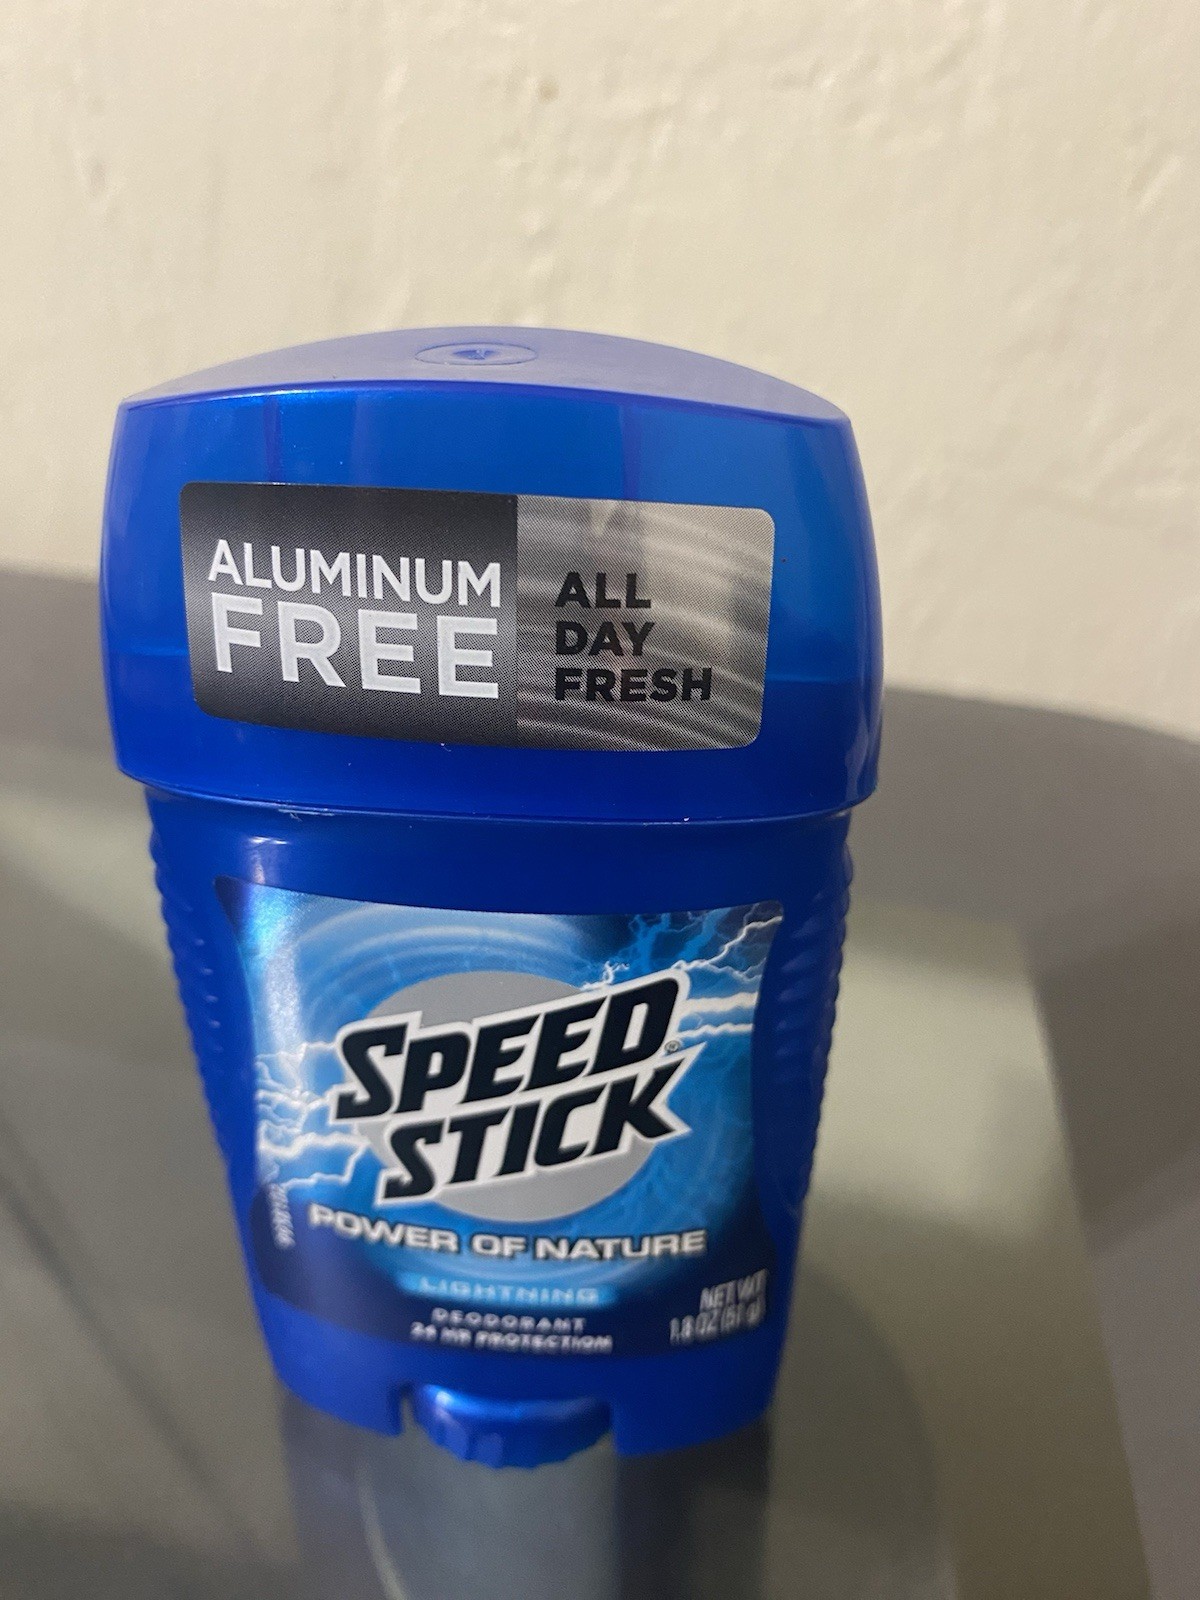 ALUMINUM
FREE
ALL
DAY
FRESH
SPEED
STICK®
POWER OF NATURE
LIGHTNING
DEODORANT
24 HR PROTECTION
NET WT
1.8 OZ (51 g)